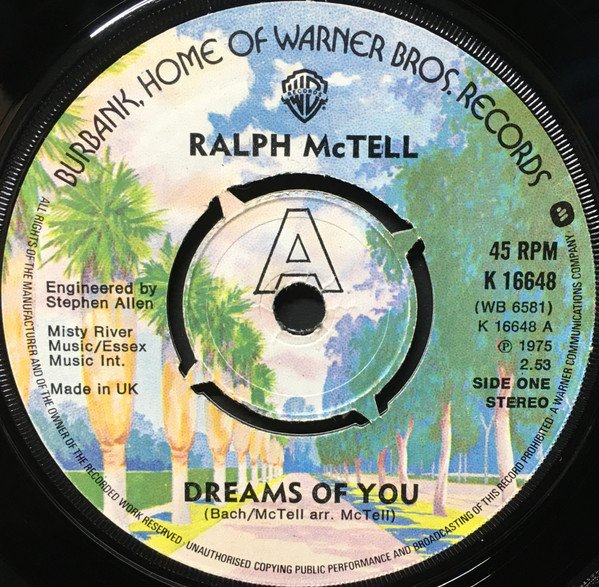 BURBANK, HOME OF WARNER BROS. RECORDS
WB
RECORDS
RALPH McTELL
A
Engineered by
Stephen Allen
Misty River
Music/Essex
Music Int.
Made in UK
45 RPM
K 16648
(WB 6581)
K 16648 A
℗ 1975
2.53
SIDE ONE
STEREO
DREAMS OF YOU
(Bach/McTell arr. McTell)
ALL RIGHTS OF THE MANUFACTURER AND OF THE OWNER OF THE RECORDED WORK RESERVED · UNAUTHORISED COPYING PUBLIC PERFORMANCE AND BROADCASTING OF THIS RECORD PROHIBITED. A WARNER COMMUNICATIONS COMPANY